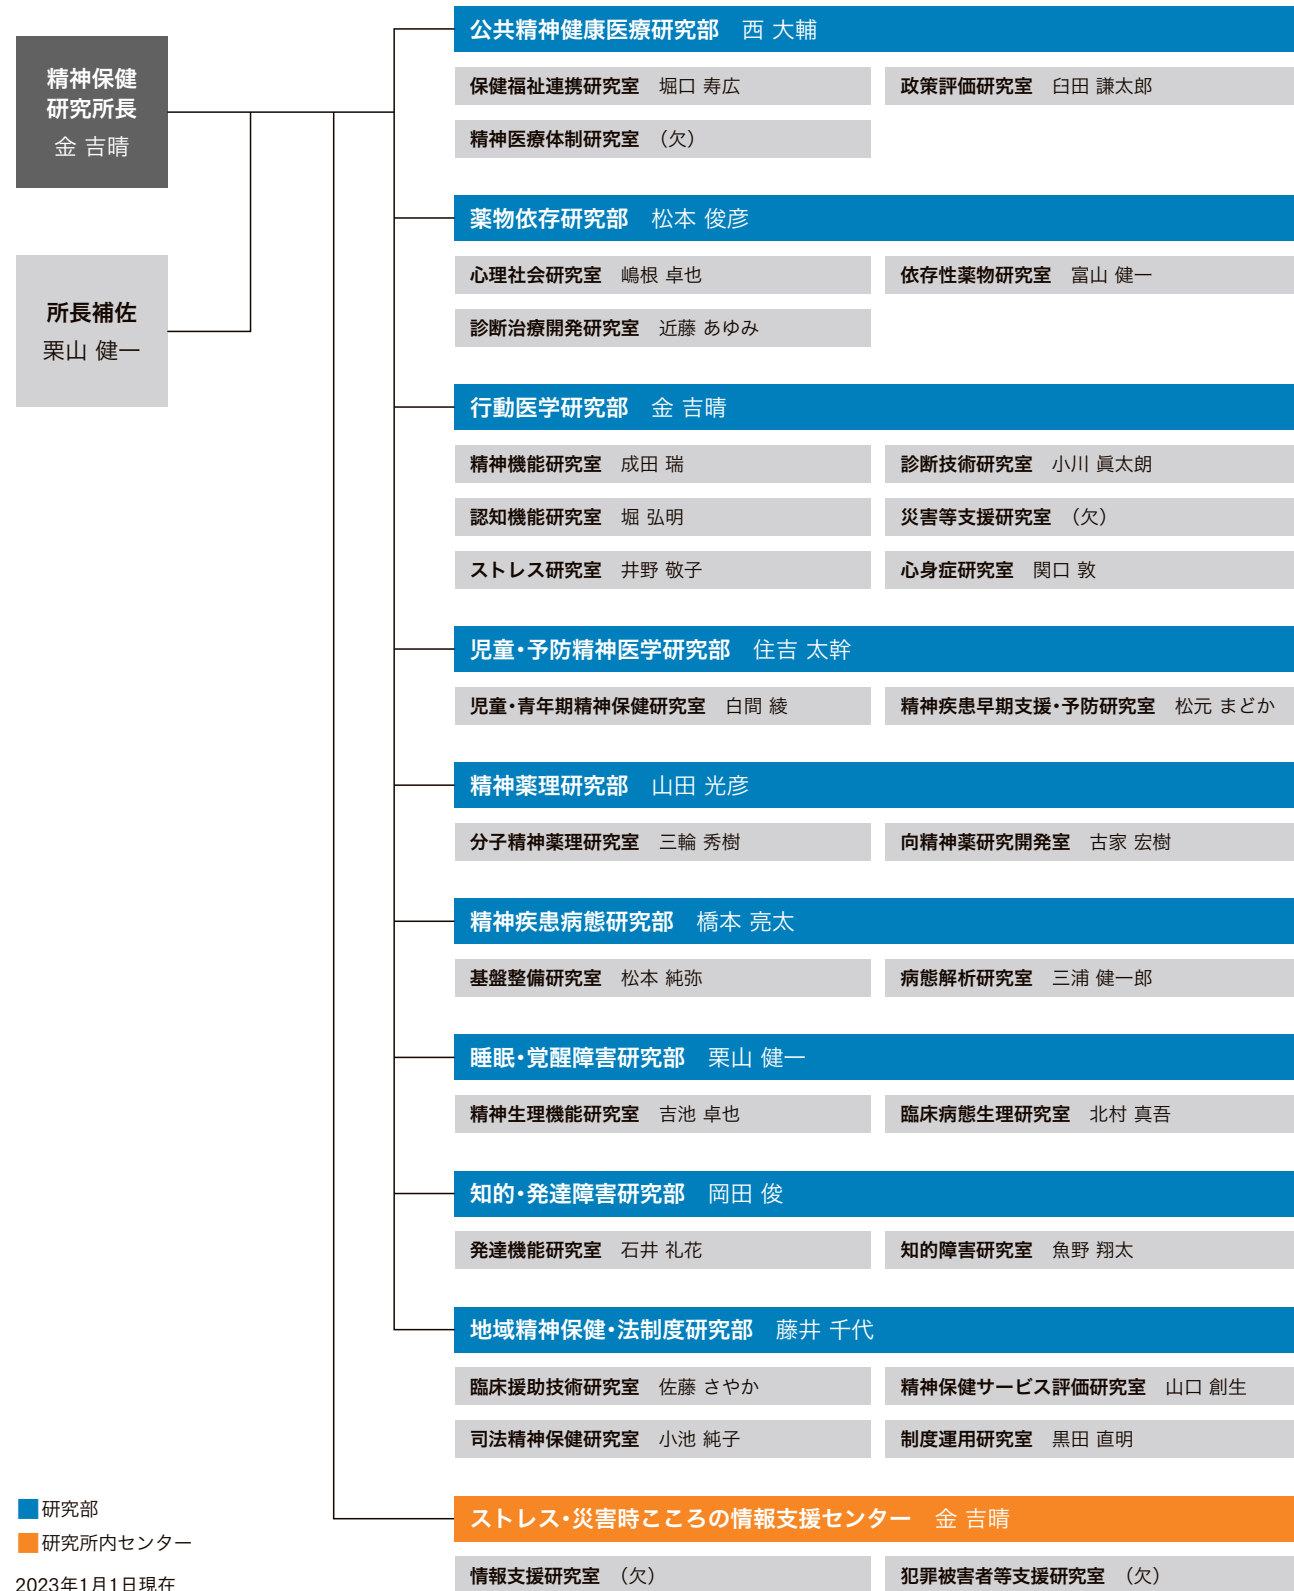 精神保健
研究所長
金 吉晴
所長補佐
栗山 健一
公共精神健康医療研究部　西 大輔
保健福祉連携研究室　堀口 寿広
政策評価研究室　臼田 謙太郎
精神医療体制研究室　（欠）
薬物依存研究部　松本 俊彦
心理社会研究室　嶋根 卓也
依存性薬物研究室　富山 健一
診断治療開発研究室　近藤 あゆみ
行動医学研究部　金 吉晴
精神機能研究室　成田 瑞
診断技術研究室　小川 眞太朗
認知機能研究室　堀 弘明
災害等支援研究室　（欠）
ストレス研究室　井野 敬子
心身症研究室　関口 敦
児童・予防精神医学研究部　住吉 太幹
児童・青年期精神保健研究室　白間 綾
精神疾患早期支援・予防研究室　松元 まどか
精神薬理研究部　山田 光彦
分子精神薬理研究室　三輪 秀樹
向精神薬研究開発室　古家 宏樹
精神疾患病態研究部　橋本 亮太
基盤整備研究室　松本 純弥
病態解析研究室　三浦 健一郎
睡眠・覚醒障害研究部　栗山 健一
精神生理機能研究室　吉池 卓也
臨床病態生理研究室　北村 真吾
知的・発達障害研究部　岡田 俊
発達機能研究室　石井 礼花
知的障害研究室　魚野 翔太
地域精神保健・法制度研究部　藤井 千代
臨床援助技術研究室　佐藤 さやか
精神保健サービス評価研究室　山口 創生
司法精神保健研究室　小池 純子
制度運用研究室　黒田 直明
ストレス・災害時こころの情報支援センター　金 吉晴
情報支援研究室　（欠）
犯罪被害者等支援研究室　（欠）
研究部
研究所内センター
2023年1月1日現在